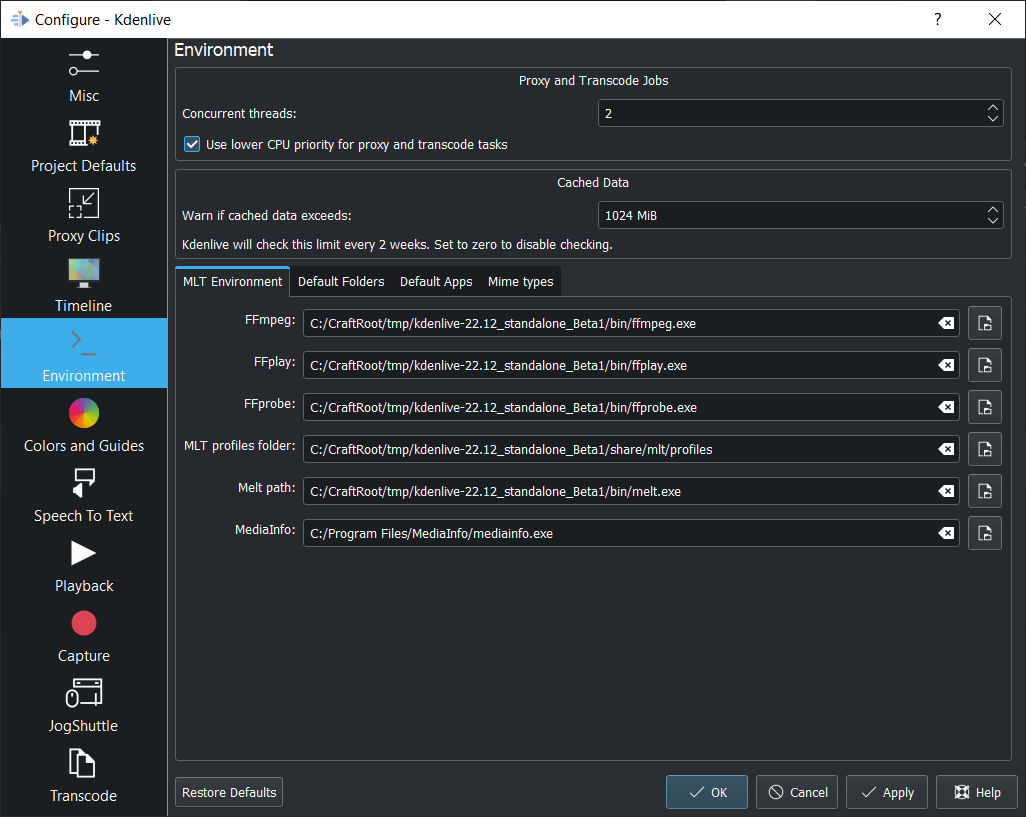 Configure - Kdenlive
?
Misc
Project Defaults
Proxy Clips
Timeline
Environment
Colors and Guides
Speech To Text
Playback
Capture
JogShuttle
Transcode
Environment
Proxy and Transcode Jobs
Concurrent threads: 2
Use lower CPU priority for proxy and transcode tasks
Cached Data
Warn if cached data exceeds: 1024 MiB
Kdenlive will check this limit every 2 weeks. Set to zero to disable checking.
MLT Environment Default Folders Default Apps Mime types
FFmpeg: C:/CraftRoot/tmp/kdenlive-22.12_standalone_Beta1/bin/ffmpeg.exe
FFplay: C:/CraftRoot/tmp/kdenlive-22.12_standalone_Beta1/bin/ffplay.exe
FFprobe: C:/CraftRoot/tmp/kdenlive-22.12_standalone_Beta1/bin/ffprobe.exe
MLT profiles folder: C:/CraftRoot/tmp/kdenlive-22.12_standalone_Beta1/share/mlt/profiles
Melt path: C:/CraftRoot/tmp/kdenlive-22.12_standalone_Beta1/bin/melt.exe
MediaInfo: C:/Program Files/MediaInfo/mediainfo.exe
Restore Defaults OK Cancel Apply Help